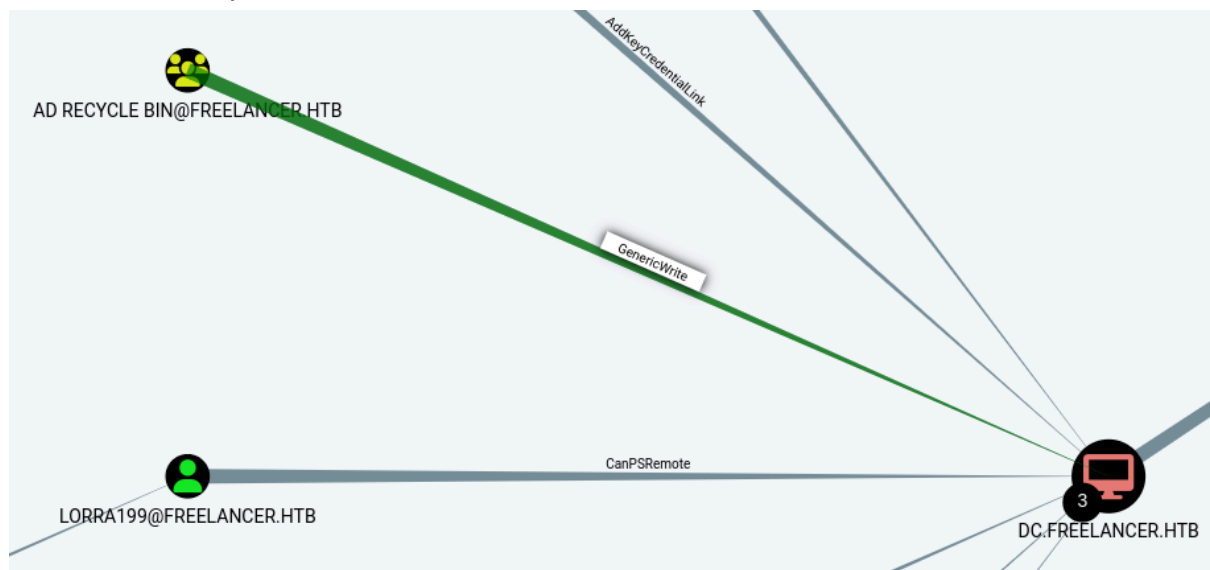 AddKeyCredentialLink
AD RECYCLE BIN@FREELANCER.HTB
GenericWrite
CanPSRemote
3
LORRA199@FREELANCER.HTB
DC.FREELANCER.HTB